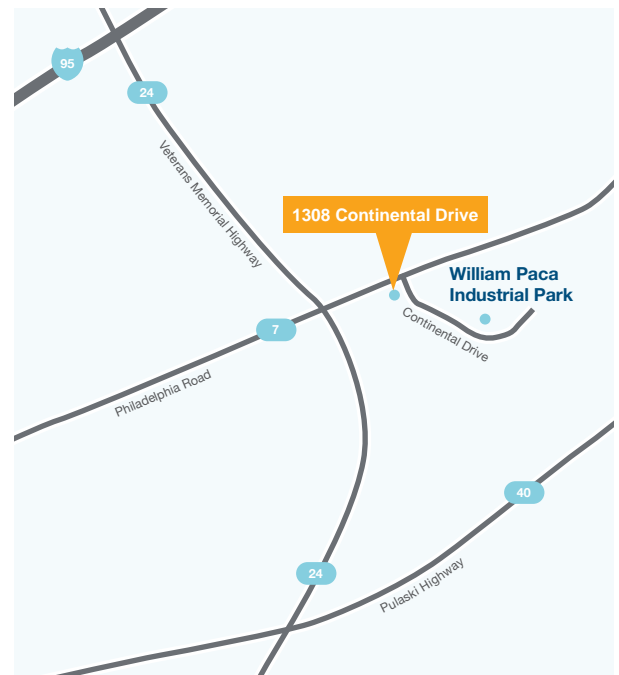 95
24
Veterans Memorial Highway
1308 Continental Drive
William Paca
Industrial Park
Continental Drive
7
Philadelphia Road
40
24
Pulaski Highway